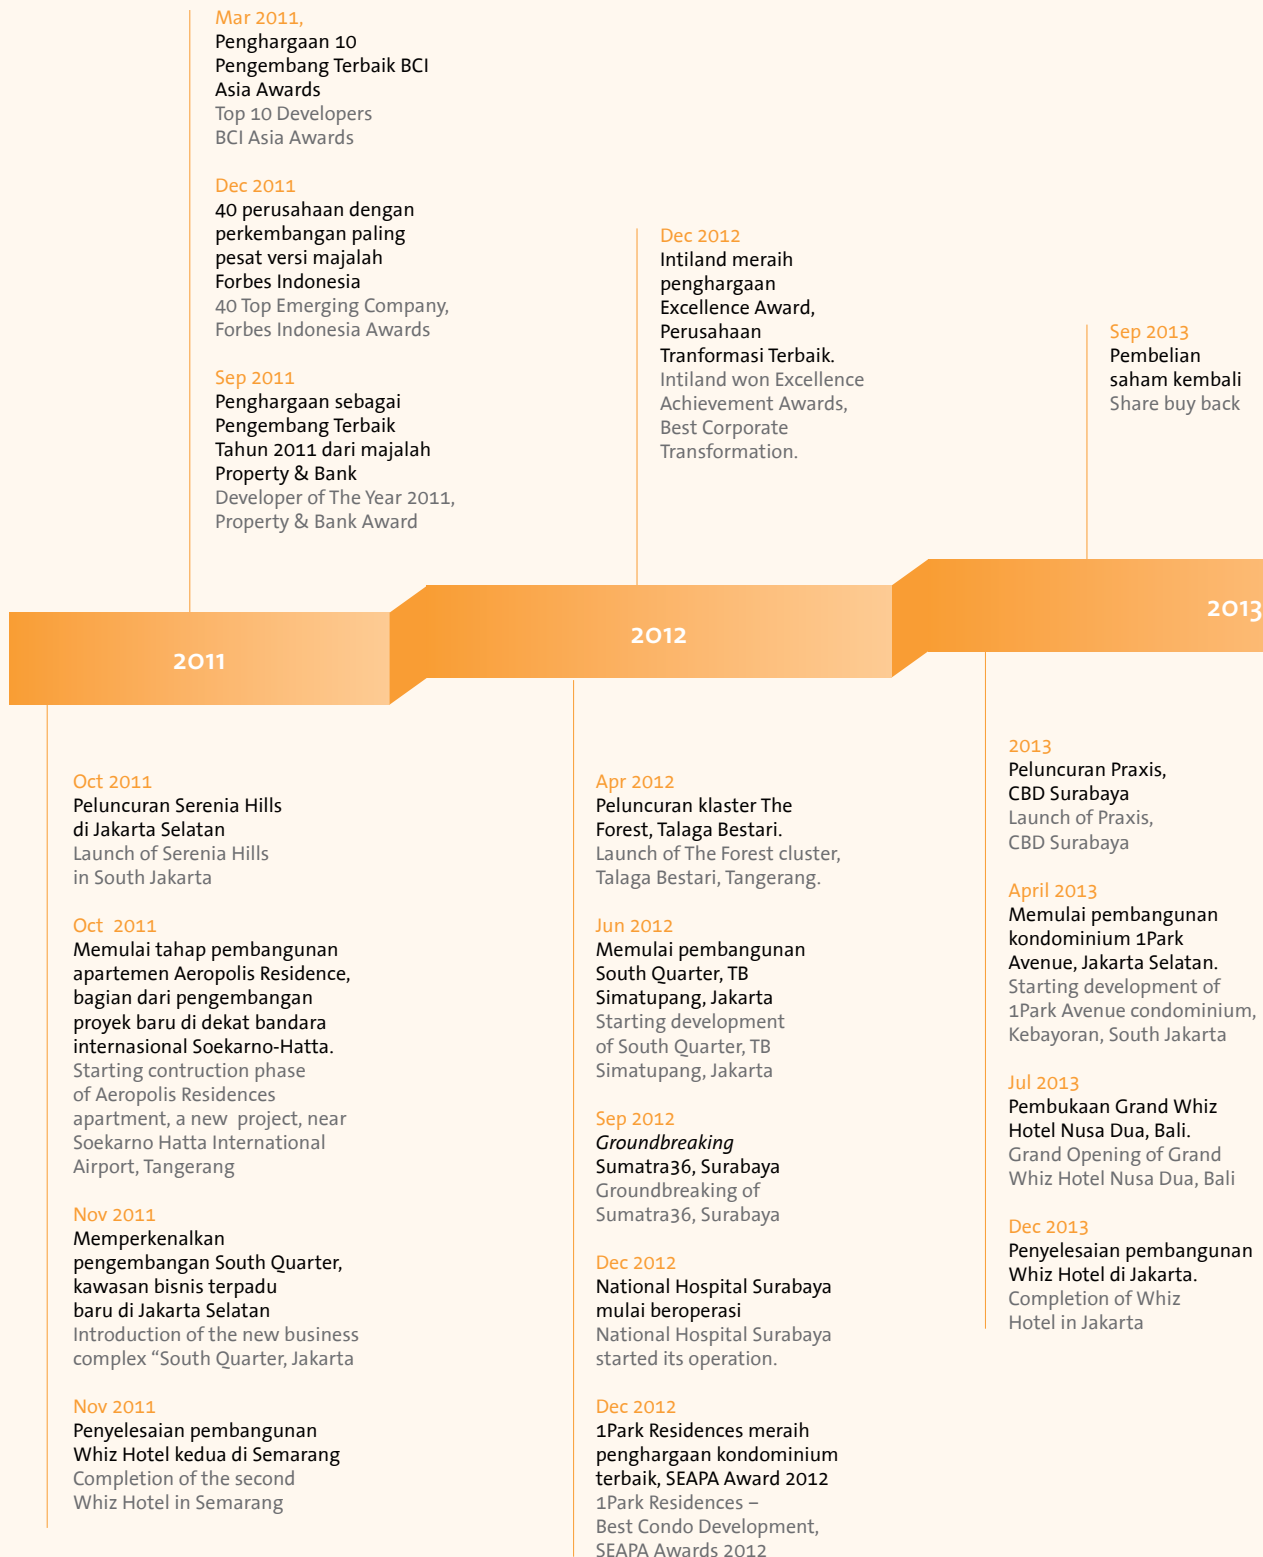 Mar 2011,
Penghargaan 10
Pengembang Terbaik BCI
Asia Awards
Top 10 Developers
BCI Asia Awards
Dec 2011
40 perusahaan dengan
perkembangan paling
pesat versi majalah
Forbes Indonesia
40 Top Emerging Company,
Forbes Indonesia Awards
Sep 2011
Penghargaan sebagai
Pengembang Terbaik
Tahun 2011 dari majalah
Property & Bank
Developer of The Year 2011,
Property & Bank Award
Dec 2012
Intiland meraih
penghargaan
Excellence Award,
Perusahaan
Tranformasi Terbaik.
Intiland won Excellence
Achievement Awards,
Best Corporate
Transformation.
Sep 2013
Pembelian
saham kembali
Share buy back
2011
2012
2013
Oct 2011
Peluncuran Serenia Hills
di Jakarta Selatan
Launch of Serenia Hills
in South Jakarta
Oct 2011
Memulai tahap pembangunan
apartemen Aeropolis Residence,
bagian dari pengembangan
proyek baru di dekat bandara
internasional Soekarno-Hatta.
Starting contruction phase
of Aeropolis Residences
apartment, a new project, near
Soekarno Hatta International
Airport, Tangerang
Nov 2011
Memperkenalkan
pengembangan South Quarter,
kawasan bisnis terpadu
baru di Jakarta Selatan
Introduction of the new business
complex “South Quarter, Jakarta
Nov 2011
Penyelesaian pembangunan
Whiz Hotel kedua di Semarang
Completion of the second
Whiz Hotel in Semarang
Apr 2012
Peluncuran klaster The
Forest, Talaga Bestari.
Launch of The Forest cluster,
Talaga Bestari, Tangerang.
Jun 2012
Memulai pembangunan
South Quarter, TB
Simatupang, Jakarta
Starting development
of South Quarter, TB
Simatupang, Jakarta
Sep 2012
Groundbreaking
Sumatra36, Surabaya
Groundbreaking of
Sumatra36, Surabaya
Dec 2012
National Hospital Surabaya
mulai beroperasi
National Hospital Surabaya
started its operation.
Dec 2012
1Park Residences meraih
penghargaan kondominium
terbaik, SEAPA Award 2012
1Park Residences –
Best Condo Development,
SEAPA Awards 2012
2013
Peluncuran Praxis,
CBD Surabaya
Launch of Praxis,
CBD Surabaya
April 2013
Memulai pembangunan
kondominium 1Park
Avenue, Jakarta Selatan.
Starting development of
1Park Avenue condominium,
Kebayoran, South Jakarta
Jul 2013
Pembukaan Grand Whiz
Hotel Nusa Dua, Bali.
Grand Opening of Grand
Whiz Hotel Nusa Dua, Bali
Dec 2013
Penyelesaian pembangunan
Whiz Hotel di Jakarta.
Completion of Whiz
Hotel in Jakarta